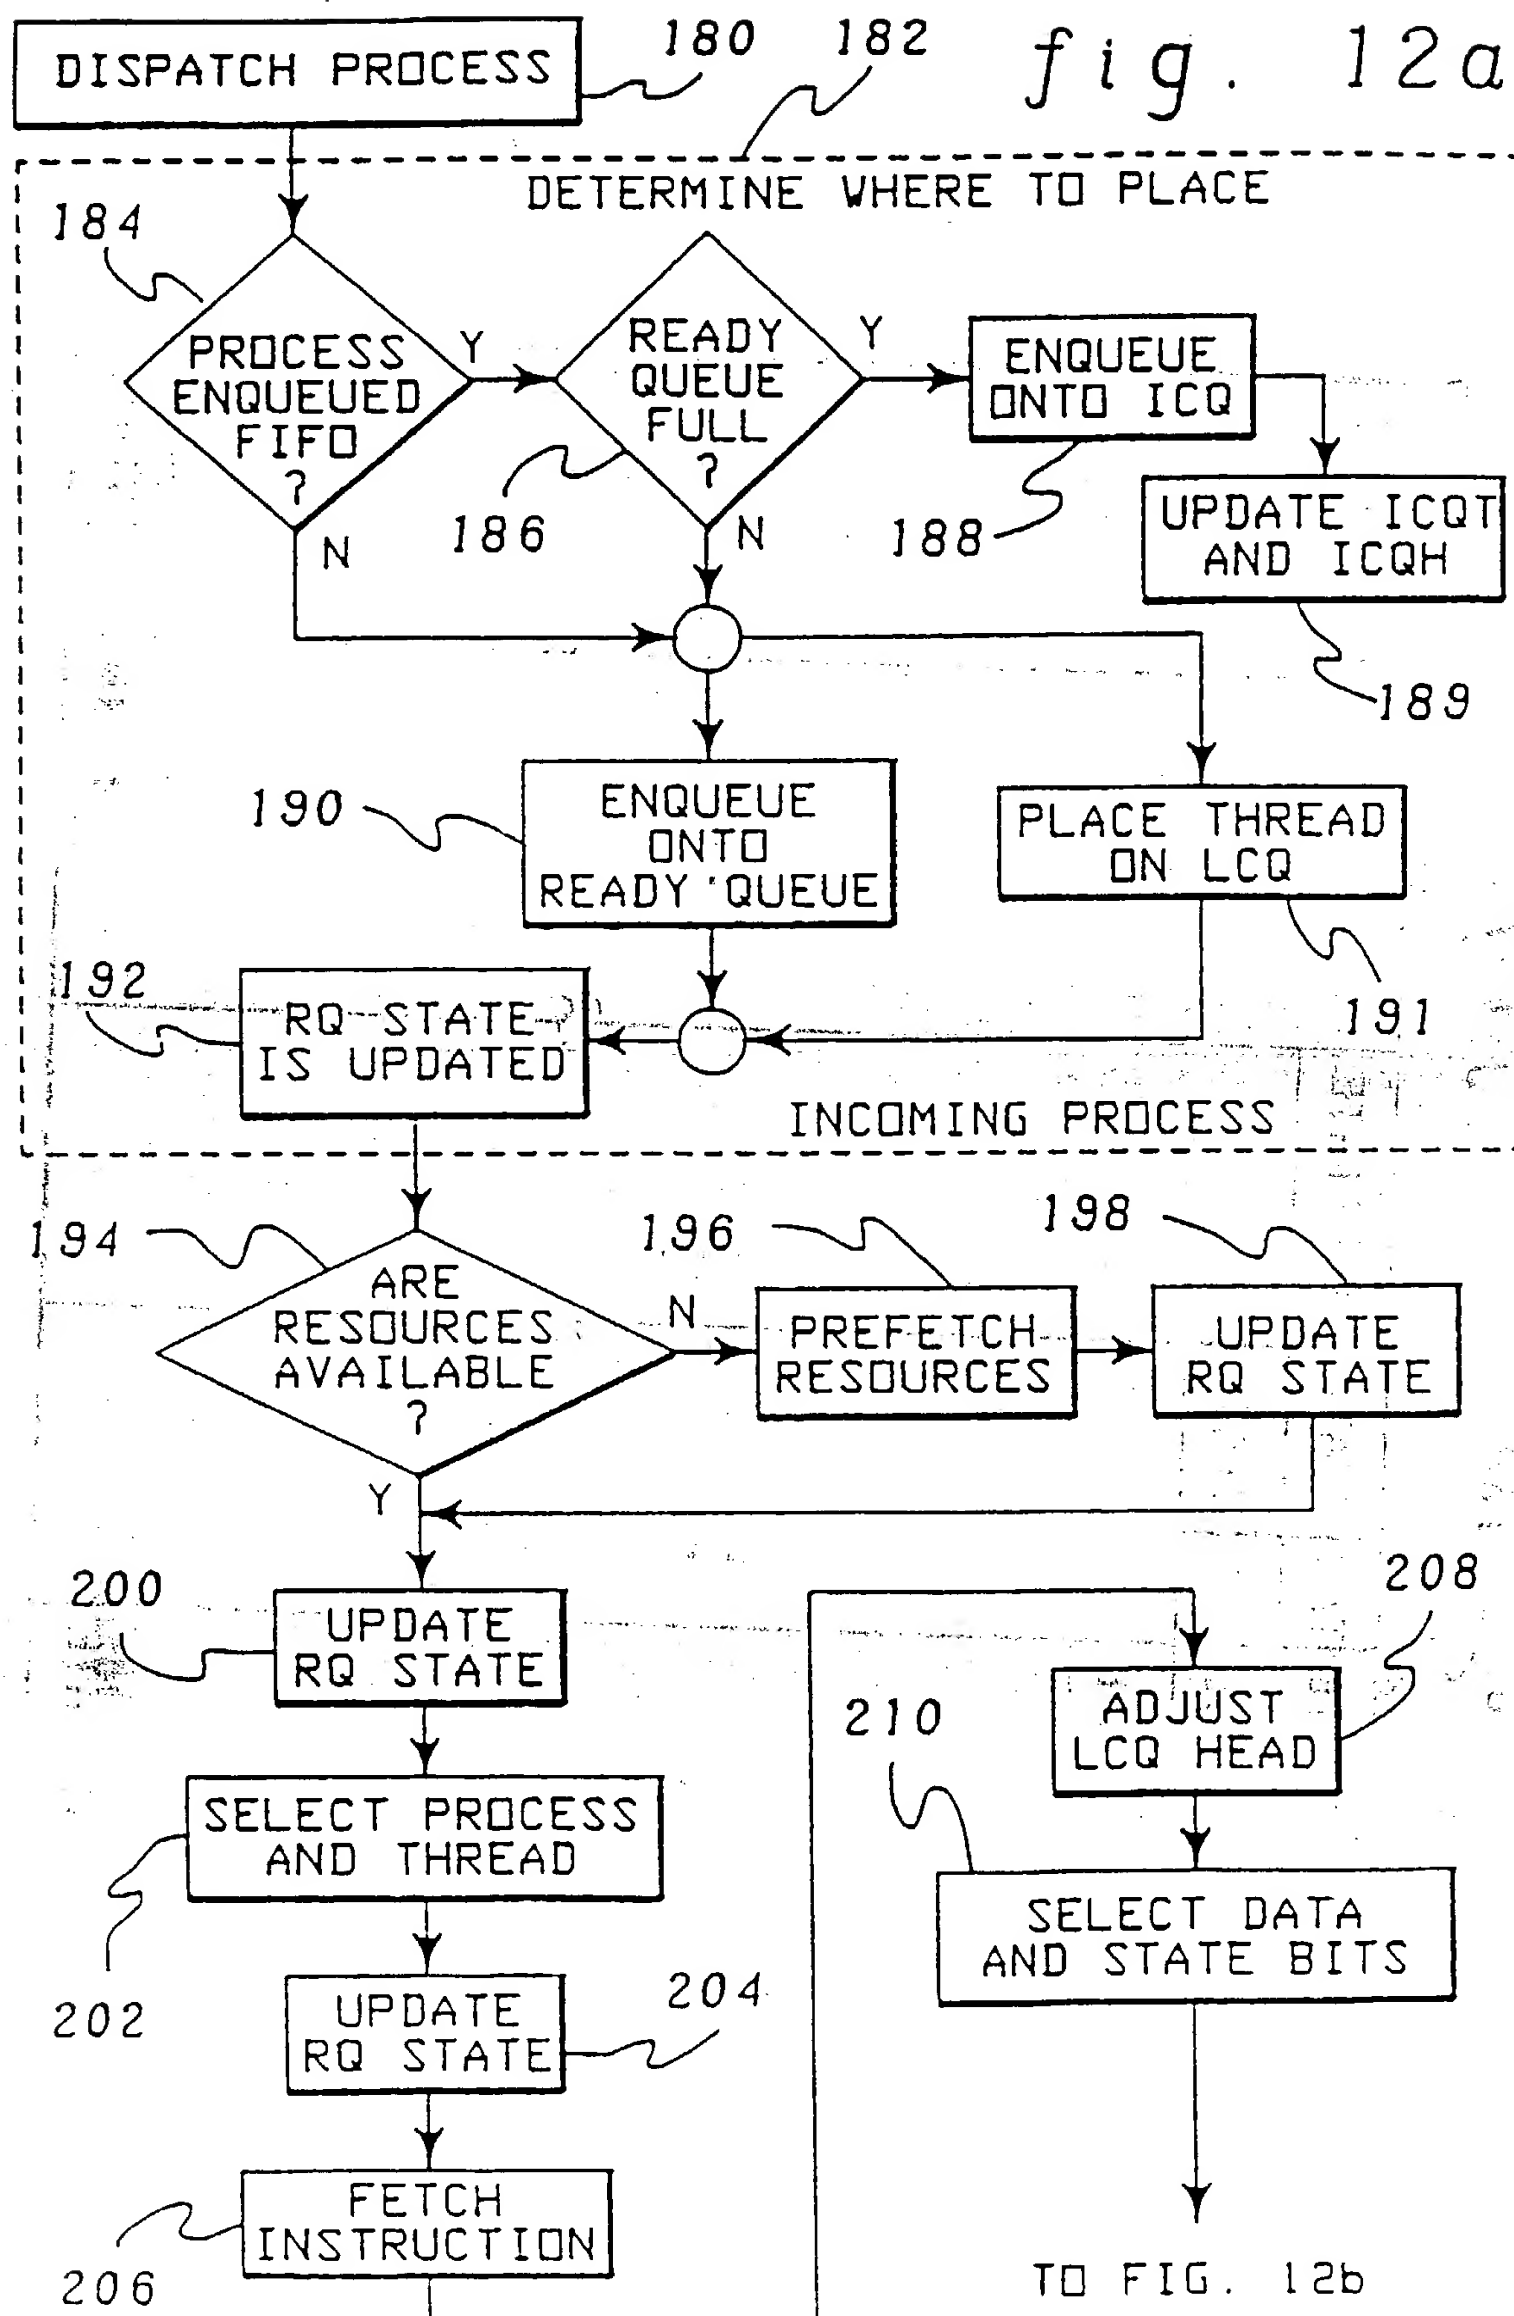 DISPATCH PROCESS
180
182
fig. 12a
DETERMINE WHERE TO PLACE
184
PROCESS
ENQUEUED
FIFO
?
Y
N
READY
QUEUE
FULL
?
Y
N
186
ENQUEUE
ONTO ICQ
188
UPDATE ICQT
AND ICQH
189
190
ENQUEUE
ONTO
READY QUEUE
PLACE THREAD
ON LCQ
191
192
RQ STATE
IS UPDATED
INCOMING PROCESS
194
ARE
RESOURCES
AVAILABLE
?
N
Y
196
PREFETCH
RESOURCES
198
UPDATE
RQ STATE
200
UPDATE
RQ STATE
SELECT PROCESS
AND THREAD
202
UPDATE
RQ STATE
204
FETCH
INSTRUCTION
206
208
ADJUST
LCQ HEAD
210
SELECT DATA
AND STATE BITS
TO FIG. 12b